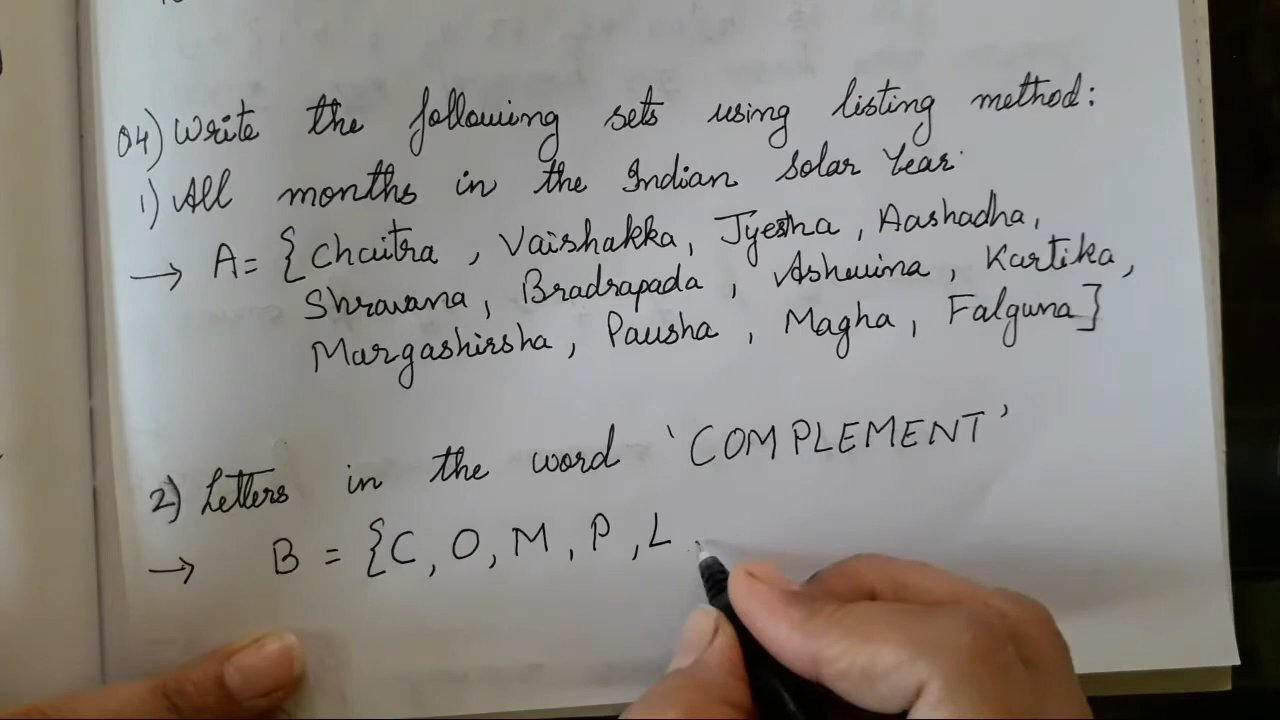 Q4) Write the following sets using listing method:
1) All months in the Indian Solar Year.
→ A = {Chaitra, Vaishakka, Jyestha, Aashadha,
Shravana, Bradrapada, Ashwina, Kartika,
Margashirsha, Pausha, Magha, Falguna}
2) Letters in the word 'COMPLEMENT'
→ B = {C, O, M, P, L